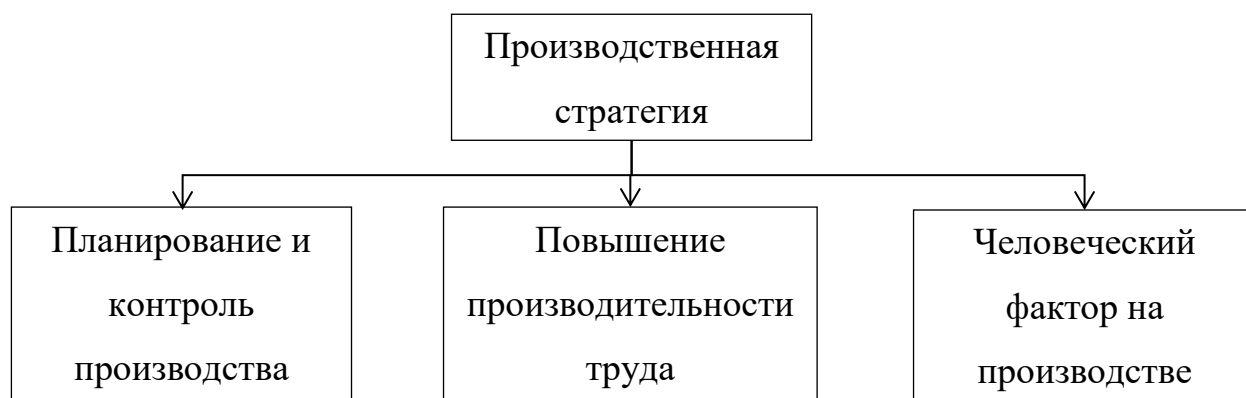 Производственная
стратегия
Планирование и
контроль
производства
Повышение
производительности
труда
Человеческий
фактор на
производстве